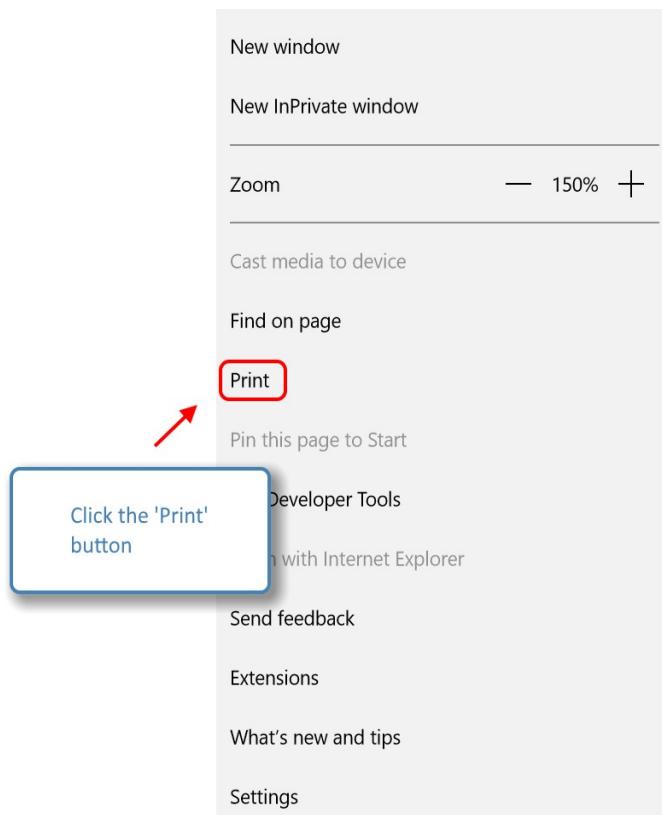 New window
New InPrivate window
Zoom — 150% +
Cast media to device
Find on page
Print
Pin this page to Start
Developer Tools
Click the 'Print'
button
with Internet Explorer
Send feedback
Extensions
What's new and tips
Settings